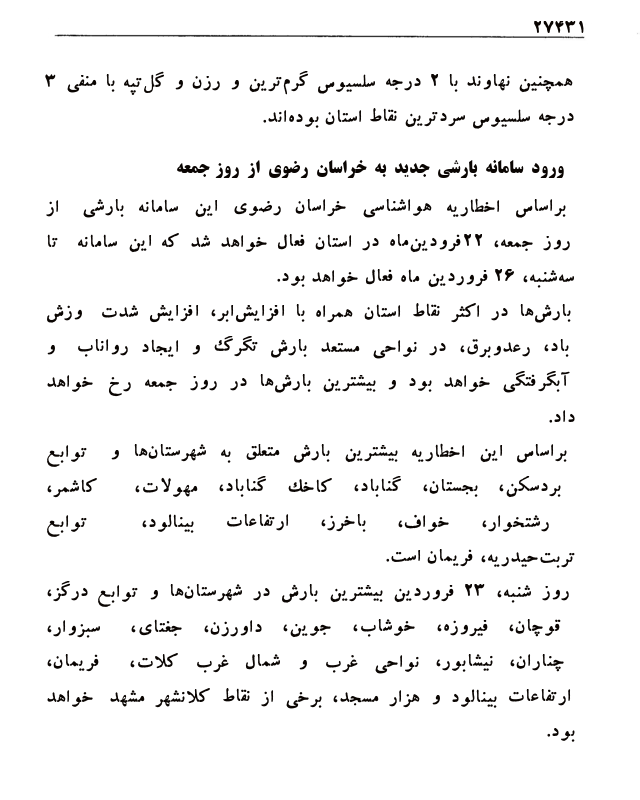 ۲۷۴۳۱
همچنین نهاوند با ۲ درجه سلسیوس گرم‌ترین و رزن و گل‌تپه با منفی ۳
درجه سلسیوس سردترین نقاط استان بوده‌اند.
ورود سامانه بارشی جدید به خراسان رضوی از روز جمعه
براساس اخطاریه هواشناسی خراسان رضوی این سامانه بارشی از
روز جمعه، ۲۲فرودین‌ماه در استان فعال خواهد شد که این سامانه تا
سه‌شنبه، ۲۶ فروردین ماه فعال خواهد بود.
بارش‌ها در اکثر نقاط استان همراه با افزایش‌ابر، افزایش شدت وزش
باد، رعدوبرق، در نواحی مستعد بارش تگرگ و ایجاد رواناب و
آبگرفتگی خواهد بود و بیشترین بارش‌ها در روز جمعه رخ خواهد
داد.
براساس این اخطاریه بیشترین بارش متعلق به شهرستان‌ها و توابع
بردسکن، بجستان، گناباد، کاخک گناباد، مهولات، کاشمر،
رشتخوار، خواف، باخرز، ارتفاعات بینالود، توابع
تربت‌حیدریه، فریمان است.
روز شنبه، ۲۳ فروردین بیشترین بارش در شهرستان‌ها و توابع درگز،
قوچان، فیروزه، خوشاب، جوین، داورزن، جغتای، سبزوار،
چناران، نیشابور، نواحی غرب و شمال غرب کلات، فریمان،
ارتفاعات بینالود و هزار مسجد، برخی از نقاط کلانشهر مشهد خواهد
بود.